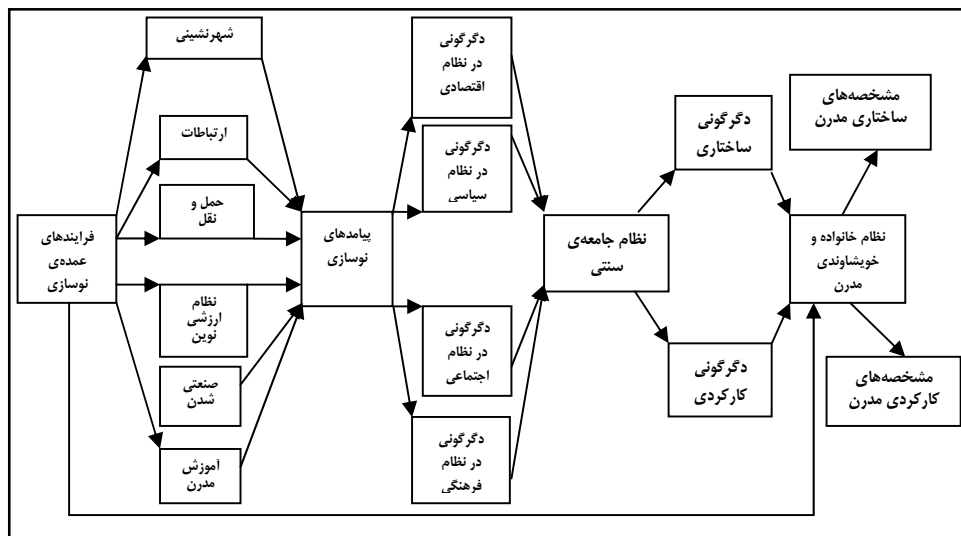 فرایندهای
عمده‌ی
نوسازی
شهرنشینی
ارتباطات
حمل و
نقل
نظام
ارزشی
نوین
صنعتی
شدن
آموزش
مدرن
پیامدهای
نوسازی
دگرگونی
در نظام
اقتصادی
دگرگونی
در نظام
سیاسی
دگرگونی
در نظام
اجتماعی
دگرگونی
در نظام
فرهنگی
نظام جامعه‌ی
سنتی
دگرگونی
ساختاری
دگرگونی
کارکردی
نظام خانواده و
خویشاوندی
مدرن
مشخصه‌های
ساختاری مدرن
مشخصه‌های
کارکردی مدرن